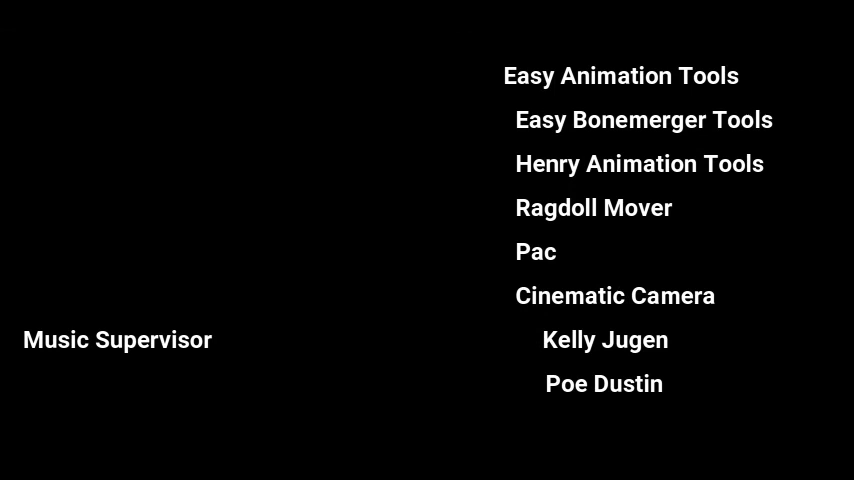 Easy Animation Tools
Easy Bonemerger Tools
Henry Animation Tools
Ragdoll Mover
Pac
Cinematic Camera
Music Supervisor Kelly Jugen
Poe Dustin